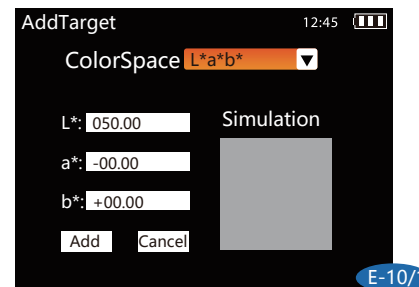 AddTarget 12:45
ColorSpace L*a*b*
L*: 050.00 Simulation
a*: -00.00
b*: +00.00
Add Cancel